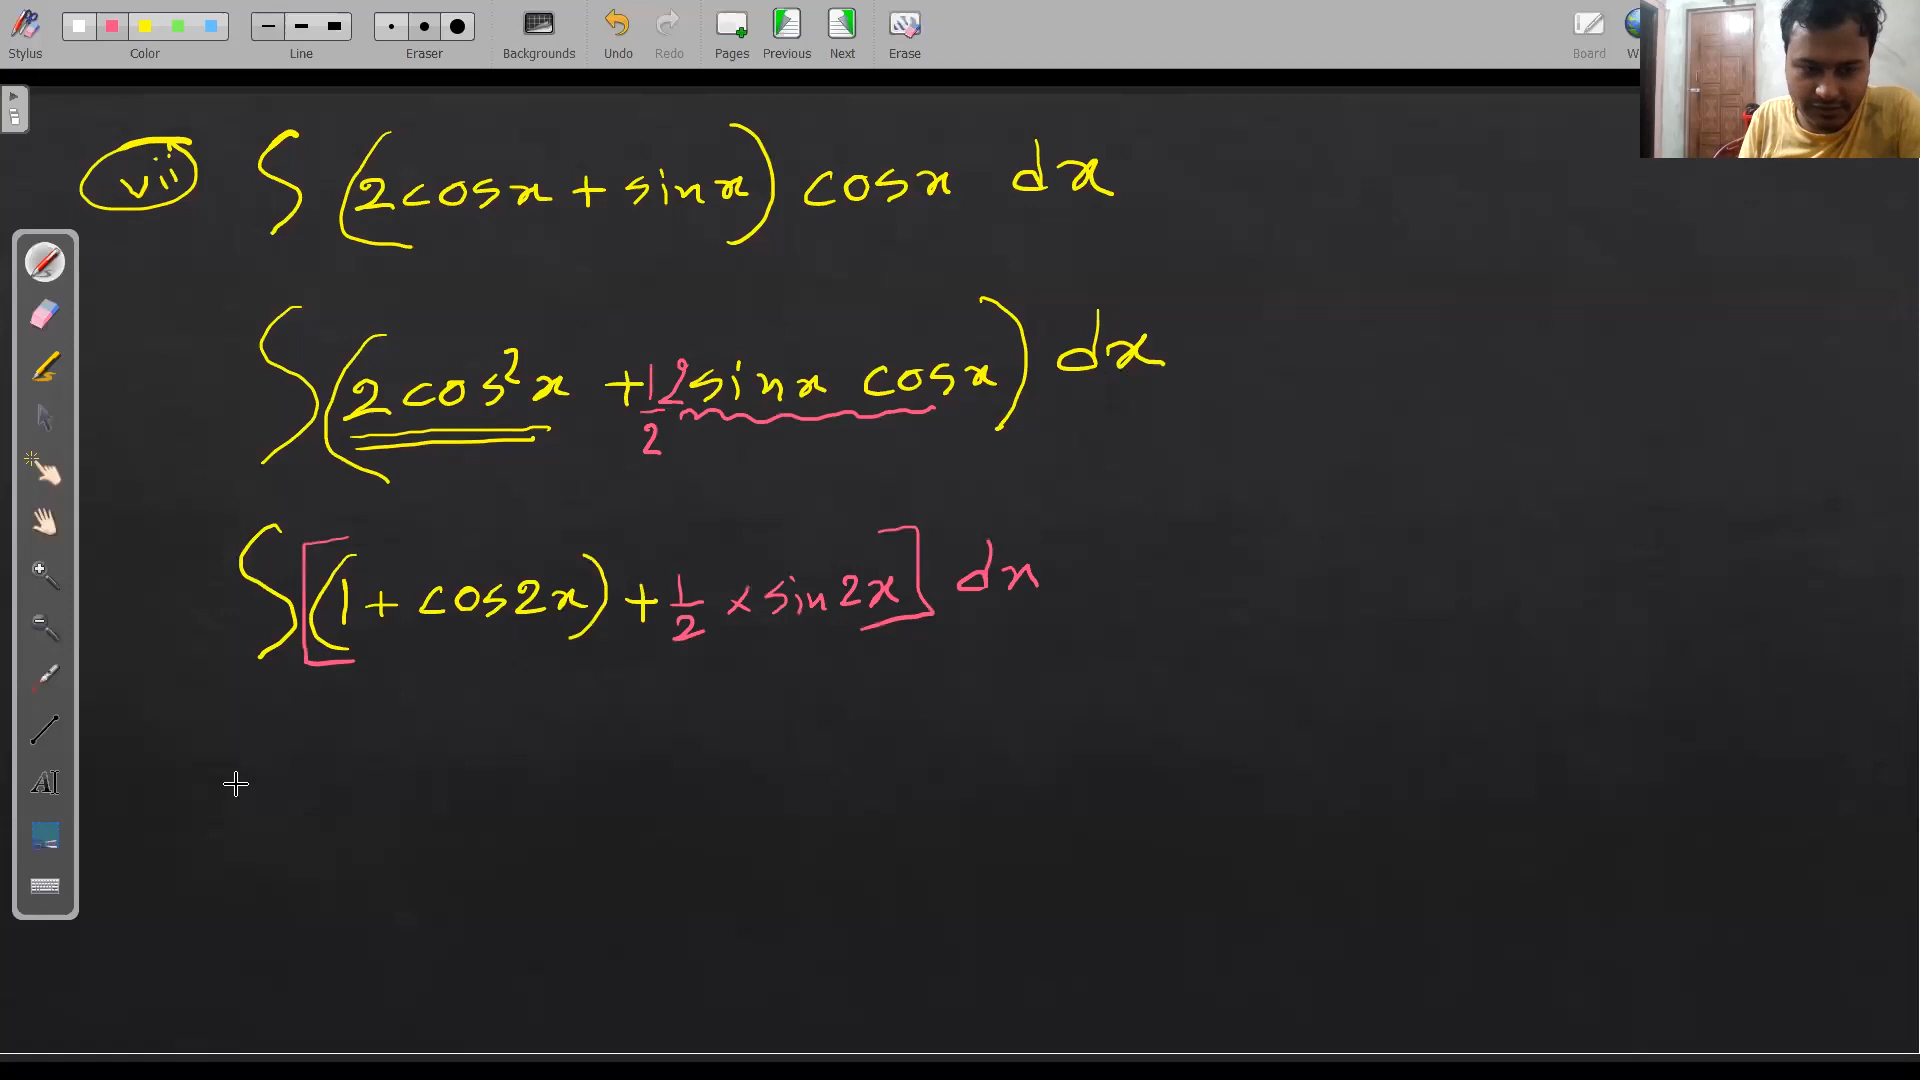 Stylus Color Line Eraser Backgrounds Undo Redo Pages Previous Next Erase Board
vii ∫ (2cosx + sinx) cosx dx
∫ (2cos²x + 1/2 2sinx cosx) dx
∫ [(1 + cos2x) + 1/2 × sin2x] dx
AI